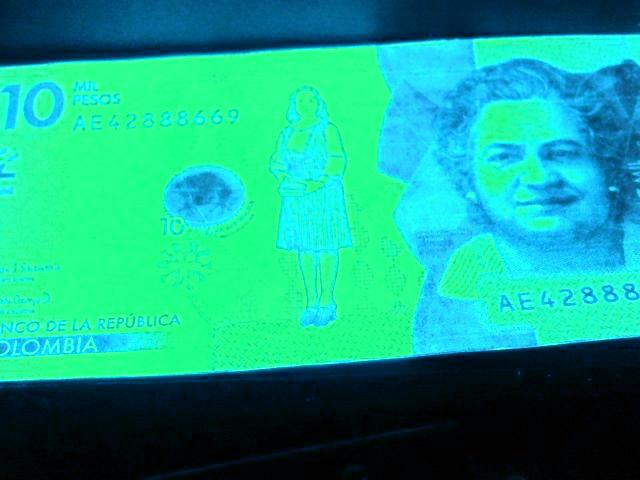 10 MIL
PESOS
AE42888669
10
BANCO DE LA REPÚBLICA
COLOMBIA
AE42888